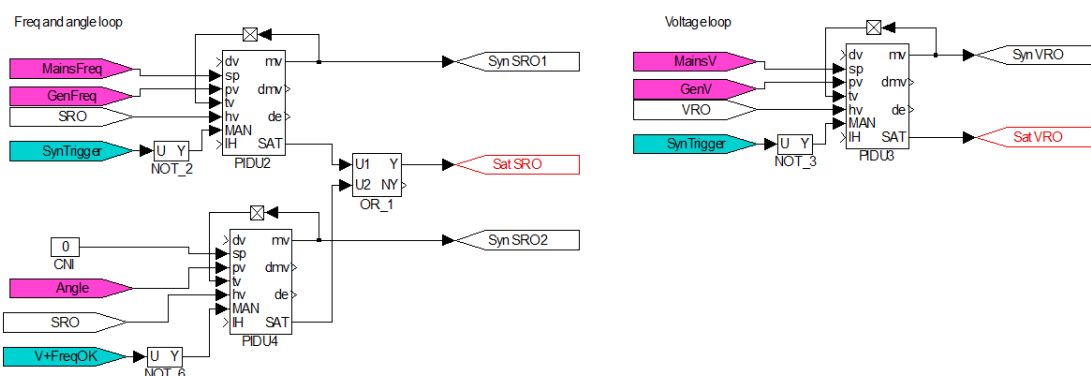 Freq and angle loop
MainsFreq
GenFreq
SRO
SynTrigger
U Y
NOT_2
dv
sp
pv
tv
hv
MAN
IH
mv
dmv
de
SAT
PIDU2
Syn SRO1
U1 Y
U2 NY
OR_1
Sat SRO
0
CNI
Angle
SRO
V+FreqOK
U Y
NOT_6
dv
sp
pv
tv
hv
MAN
IH
mv
dmv
de
SAT
PIDU4
Syn SRO2
Voltage loop
MainsV
GenV
VRO
SynTrigger
U Y
NOT_3
dv
sp
pv
tv
hv
MAN
IH
mv
dmv
de
SAT
PIDU3
Syn VRO
Sat VRO